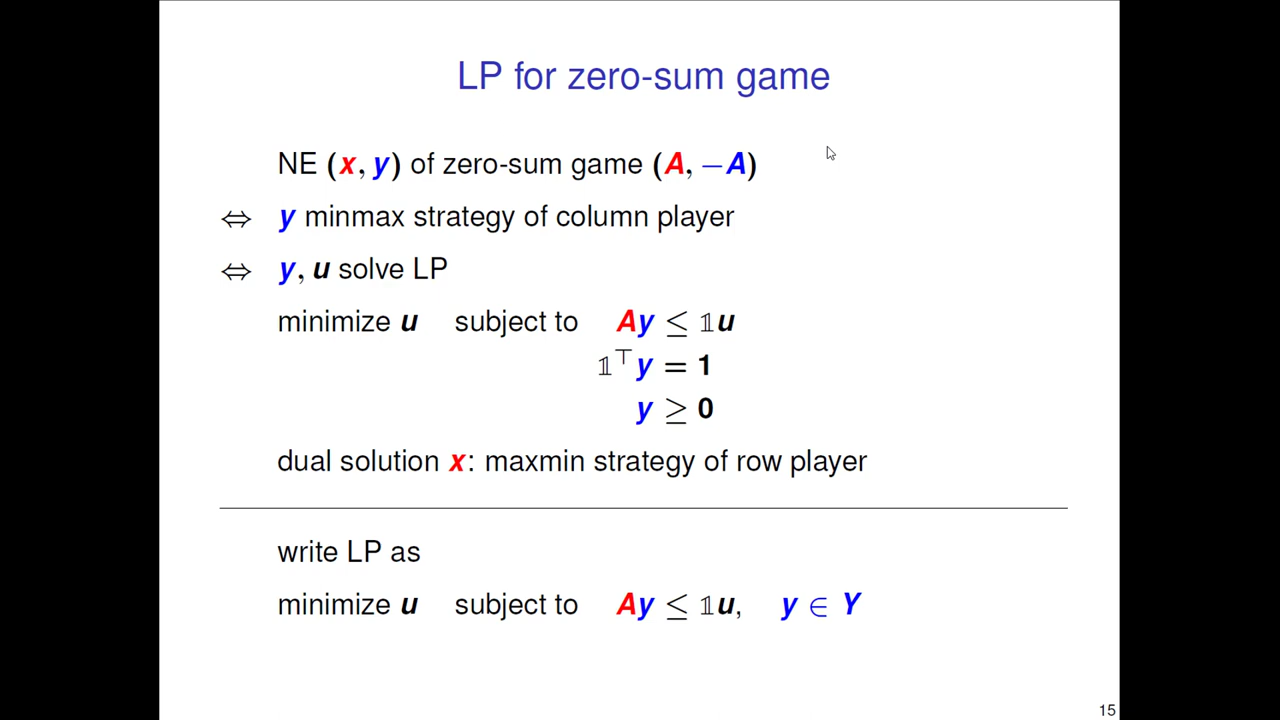 LP for zero-sum game
NE (x, y) of zero-sum game (A, −A)
⇔ y minmax strategy of column player
⇔ y, u solve LP
minimize u subject to Ay ≤ 𝟙u
𝟙⊤y = 1
y ≥ 0
dual solution x: maxmin strategy of row player
write LP as
minimize u subject to Ay ≤ 𝟙u, y ∈ Y
15